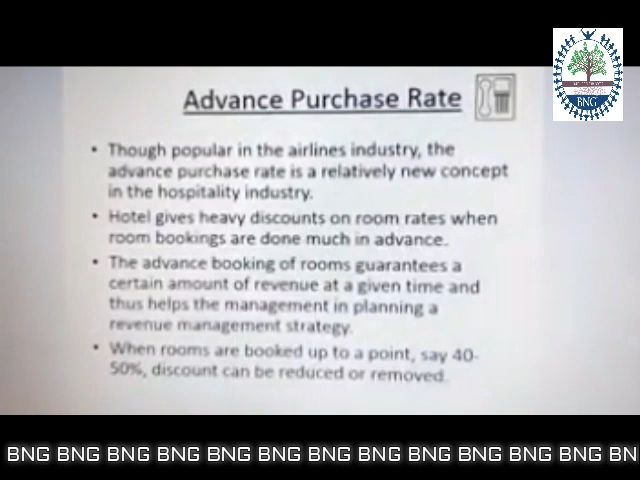 Advance Purchase Rate
• Though popular in the airlines industry, the
advance purchase rate is a relatively new concept
in the hospitality industry.
• Hotel gives heavy discounts on room rates when
room bookings are done much in advance.
• The advance booking of rooms guarantees a
certain amount of revenue at a given time and
thus helps the management in planning a
revenue management strategy.
• When rooms are booked up to a point, say 40-
50%, discount can be reduced or removed.
BNG
BNG BNG BNG BNG BNG BNG BNG BNG BNG BNG BNG BNG BN